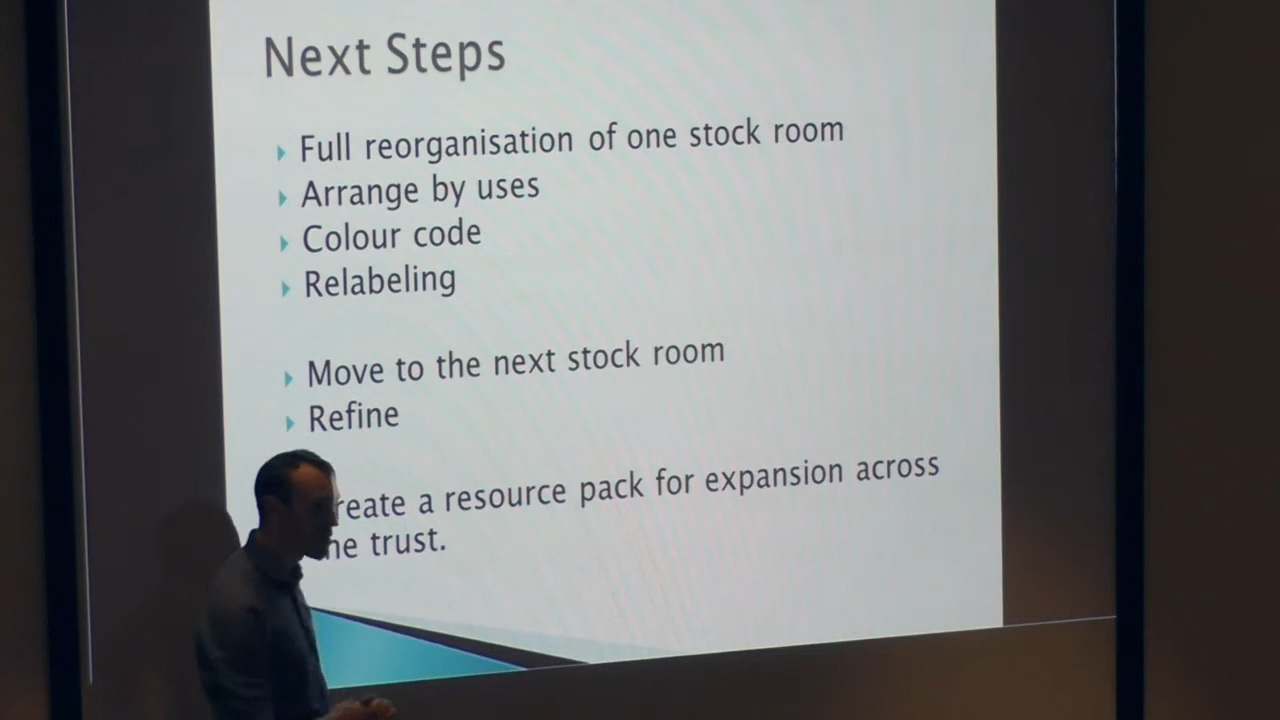 Next Steps
Full reorganisation of one stock room
Arrange by uses
Colour code
Relabeling
Move to the next stock room
Refine
a resource pack for expansion across
trust.